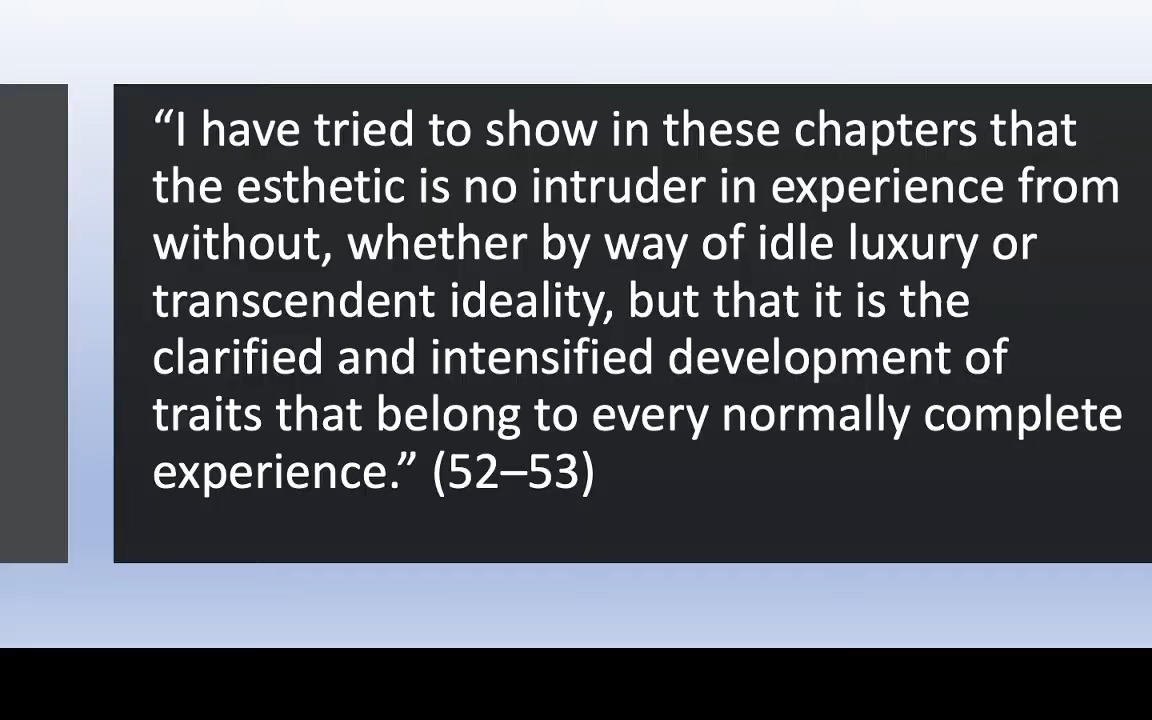 “I have tried to show in these chapters that
the esthetic is no intruder in experience from
without, whether by way of idle luxury or
transcendent ideality, but that it is the
clarified and intensified development of
traits that belong to every normally complete
experience.” (52–53)